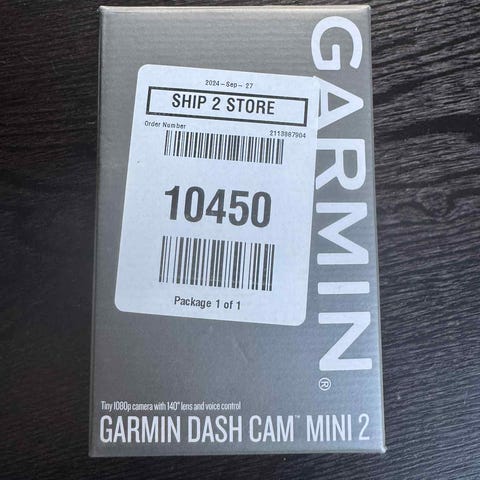 GARMIN®
2024-Sep-27
SHIP 2 STORE
Order Number
2113987904
10450
Package 1 of 1
Tiny 1080p camera with 140° lens and voice control
GARMIN DASH CAM™ MINI 2